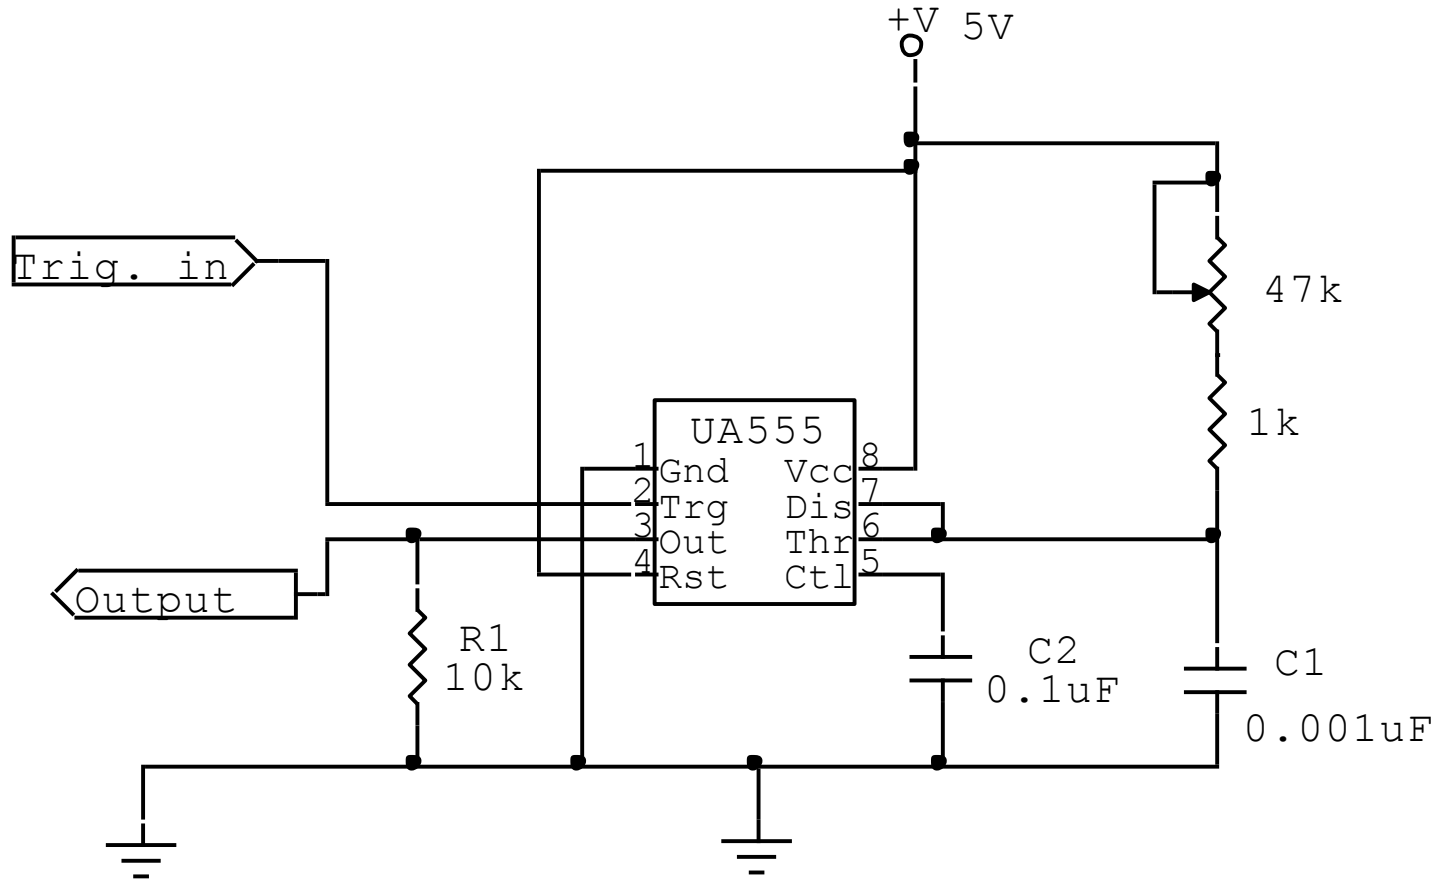 +V 5V
Trig. in
47k
1k
UA555
1 Gnd Vcc 8
2 Trg Dis 7
3 Out Thr 6
4 Rst Ctl 5
Output
R1
10k
C2
0.1uF
C1
0.001uF